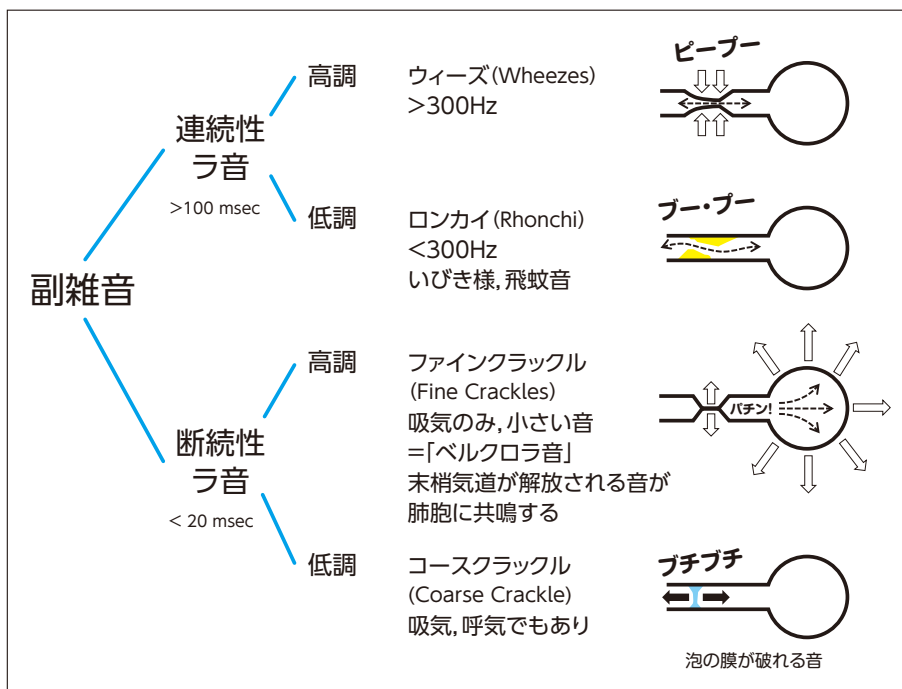 副雑音
連続性
ラ音
>100 msec
高調
ウィーズ(Wheezes)
>300Hz
ピープー
低調
ロンカイ(Rhonchi)
<300Hz
いびき様,飛蚊音
ブー・プー
断続性
ラ音
< 20 msec
高調
ファインクラックル
(Fine Crackles)
吸気のみ,小さい音
=「ベルクロラ音」
末梢気道が解放される音が
肺胞に共鳴する
パチン!
低調
コースクラックル
(Coarse Crackle)
吸気,呼気でもあり
ブチブチ
泡の膜が破れる音